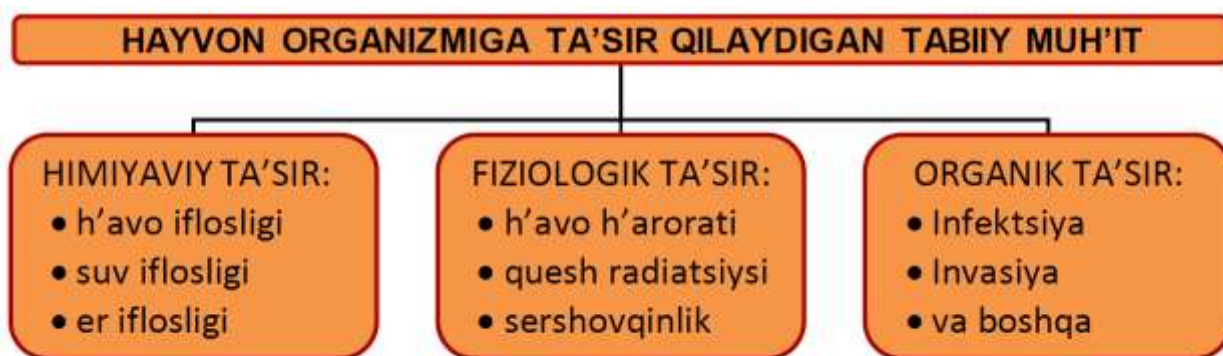 HAYVON ORGANIZMIGA TA’SIR QILAYDIGAN TABIIY MUH’IT
HIMIYAVIY TA’SIR:
• h’avo iflosligi
• suv iflosligi
• er iflosligi
FIZIOLOGIK TA’SIR:
• h’avo h’arorati
• quesh radiatsiysi
• sershovqinlik
ORGANIK TA’SIR:
• Infektsiya
• Invasiya
• va boshqa